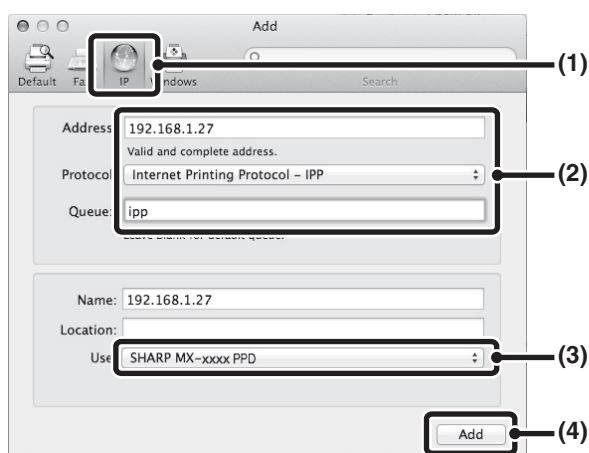 Add
(1)
Default
IP
Search
Address
192.168.1.27
Valid and complete address.
Protocol
Internet Printing Protocol – IPP
(2)
Queue:
ipp
Leave blank for default queue.
Name: 192.168.1.27
Location:
Use
SHARP MX-xxxx PPD
(3)
Add
(4)